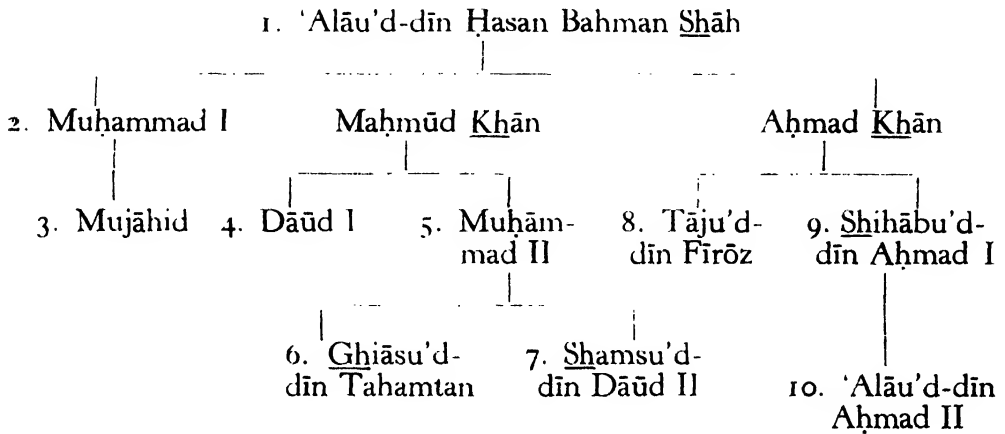 1. ‘Alāu'd-dīn Ḥasan Bahman Shāh
2. Muḥammad I Maḥmūd Khān Aḥmad Khān
3. Mujāhid 4. Dāūd I 5. Muḥām- 8. Tāju'd- 9. Shihābu'd-
mad II dīn Fīrōz dīn Aḥmad I
6. Ghiāsu'd- 7. Shamsu'd-
dīn Tahamtan dīn Dāūd II 10. ‘Alāu'd-dīn
Aḥmad II